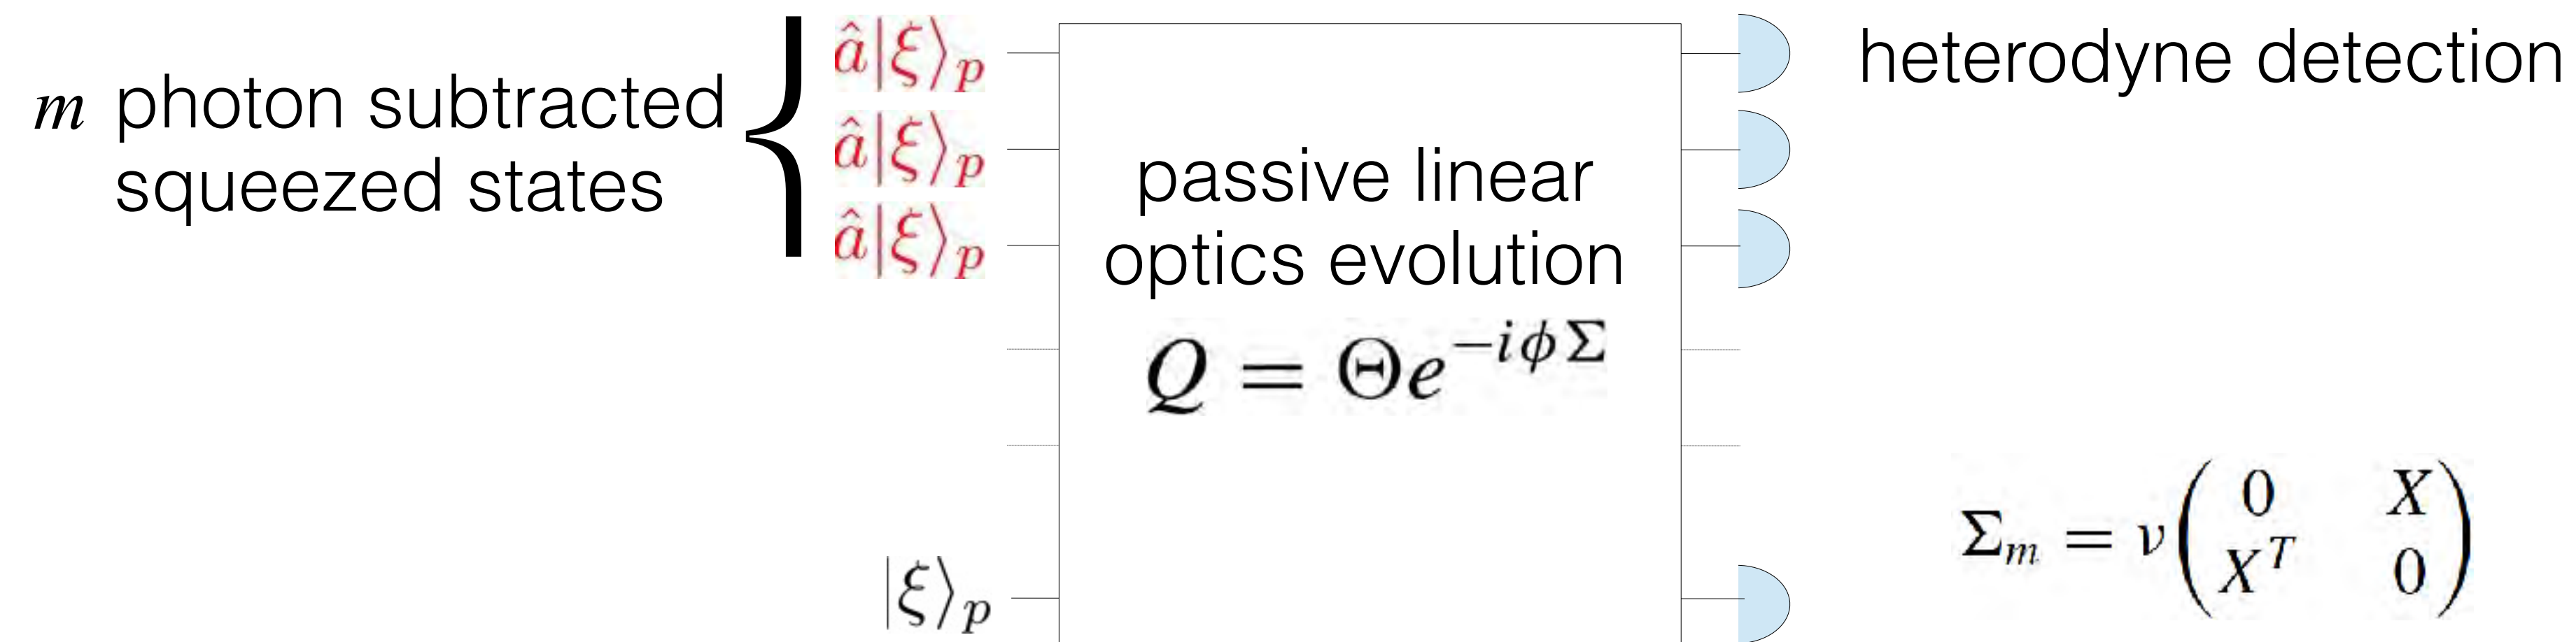 m photon subtracted
squeezed states
â|ξ⟩p
â|ξ⟩p
â|ξ⟩p
|ξ⟩p
passive linear
optics evolution
Q = Θe^{−iϕΣ}
heterodyne detection
Σm = ν(0 X
X^T 0)